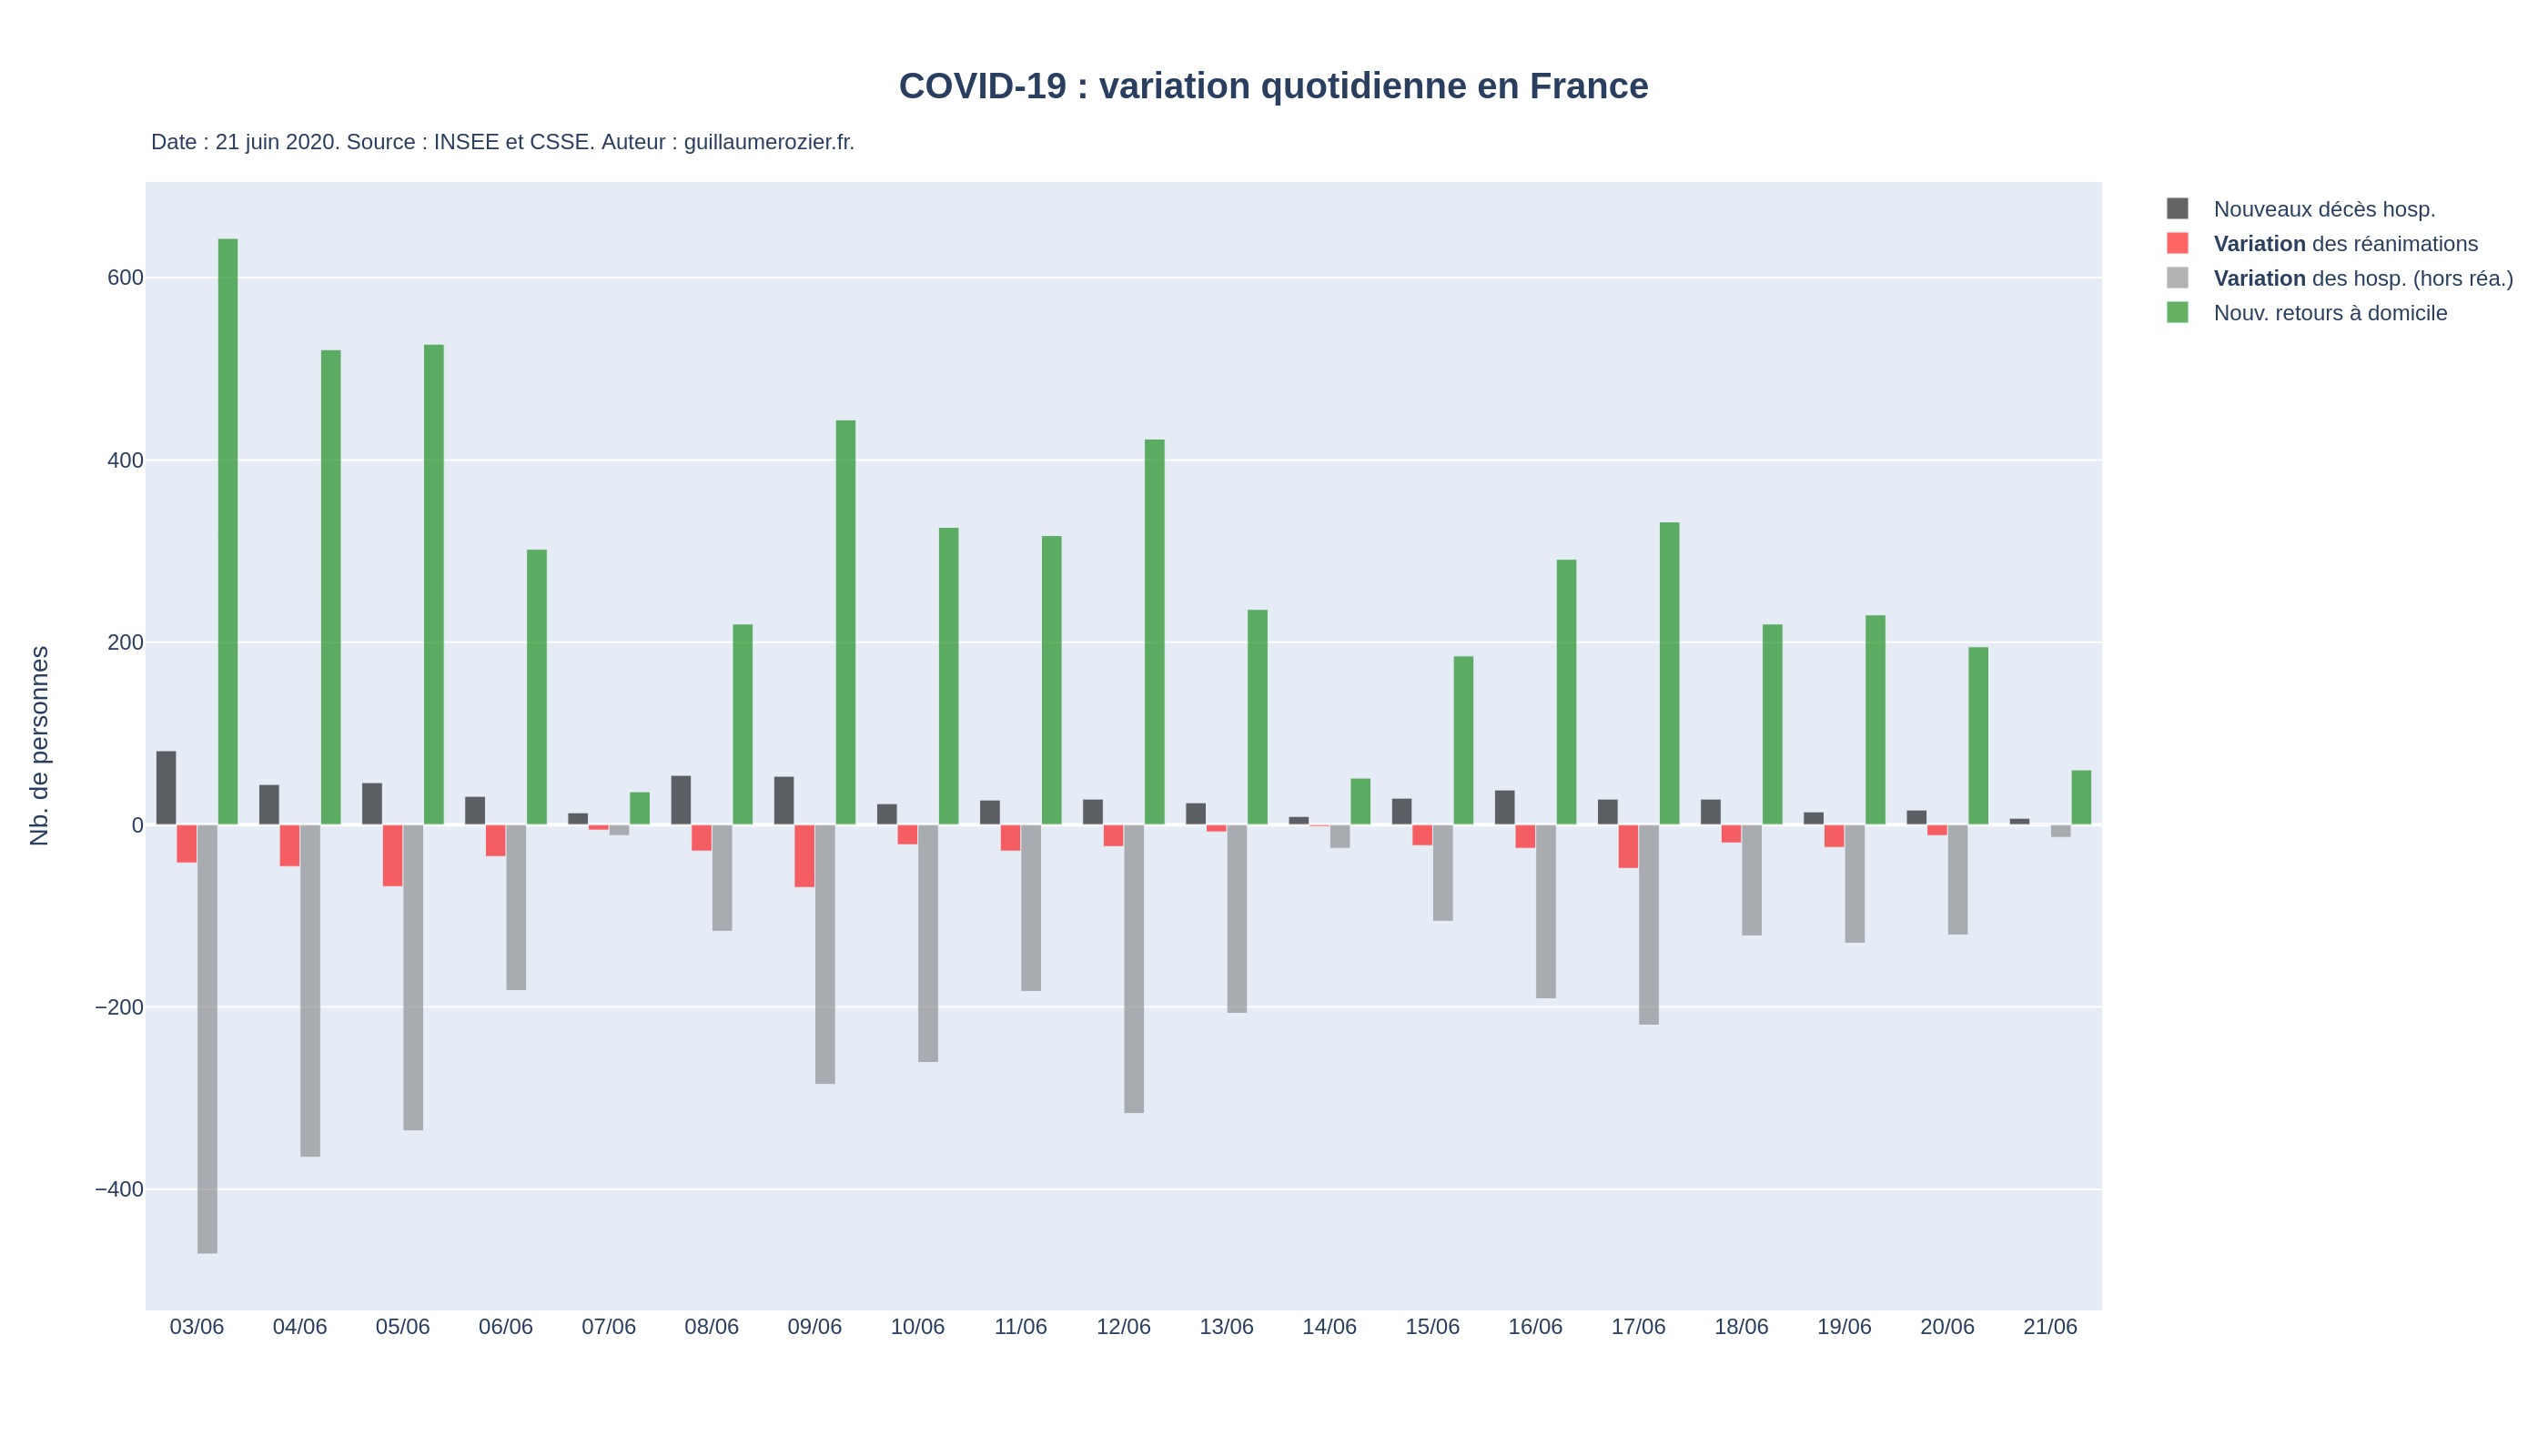 COVID-19 : variation quotidienne en France
Date : 21 juin 2020. Source : INSEE et CSSE. Auteur : guillaumerozier.fr.
Nouveaux décès hosp.
Variation des réanimations
Variation des hosp. (hors réa.)
Nouv. retours à domicile
Nb. de personnes
600
400
200
0
−200
−400
03/06 04/06 05/06 06/06 07/06 08/06 09/06 10/06 11/06 12/06 13/06 14/06 15/06 16/06 17/06 18/06 19/06 20/06 21/06